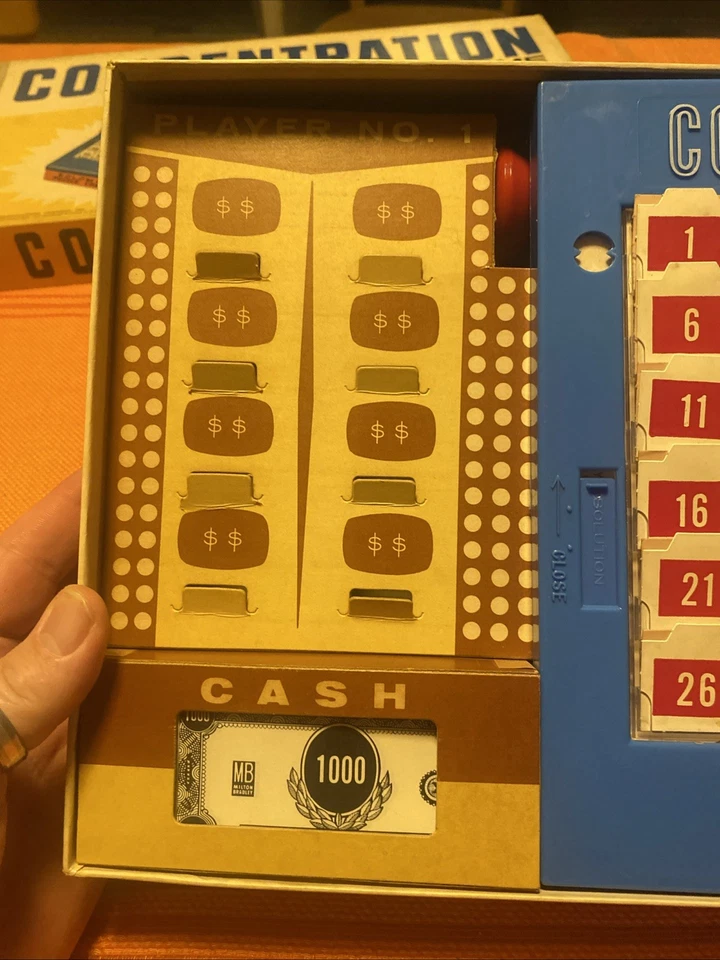 CONCENTRATION
CO
PLAYER NO. 1
$ $
$ $
$ $
$ $
$ $
$ $
$ $
$ $
CASH
1000
MB
MILTON
BRADLEY
1000
CO
1
6
11
16
21
26
SOLUTION
CLOSE